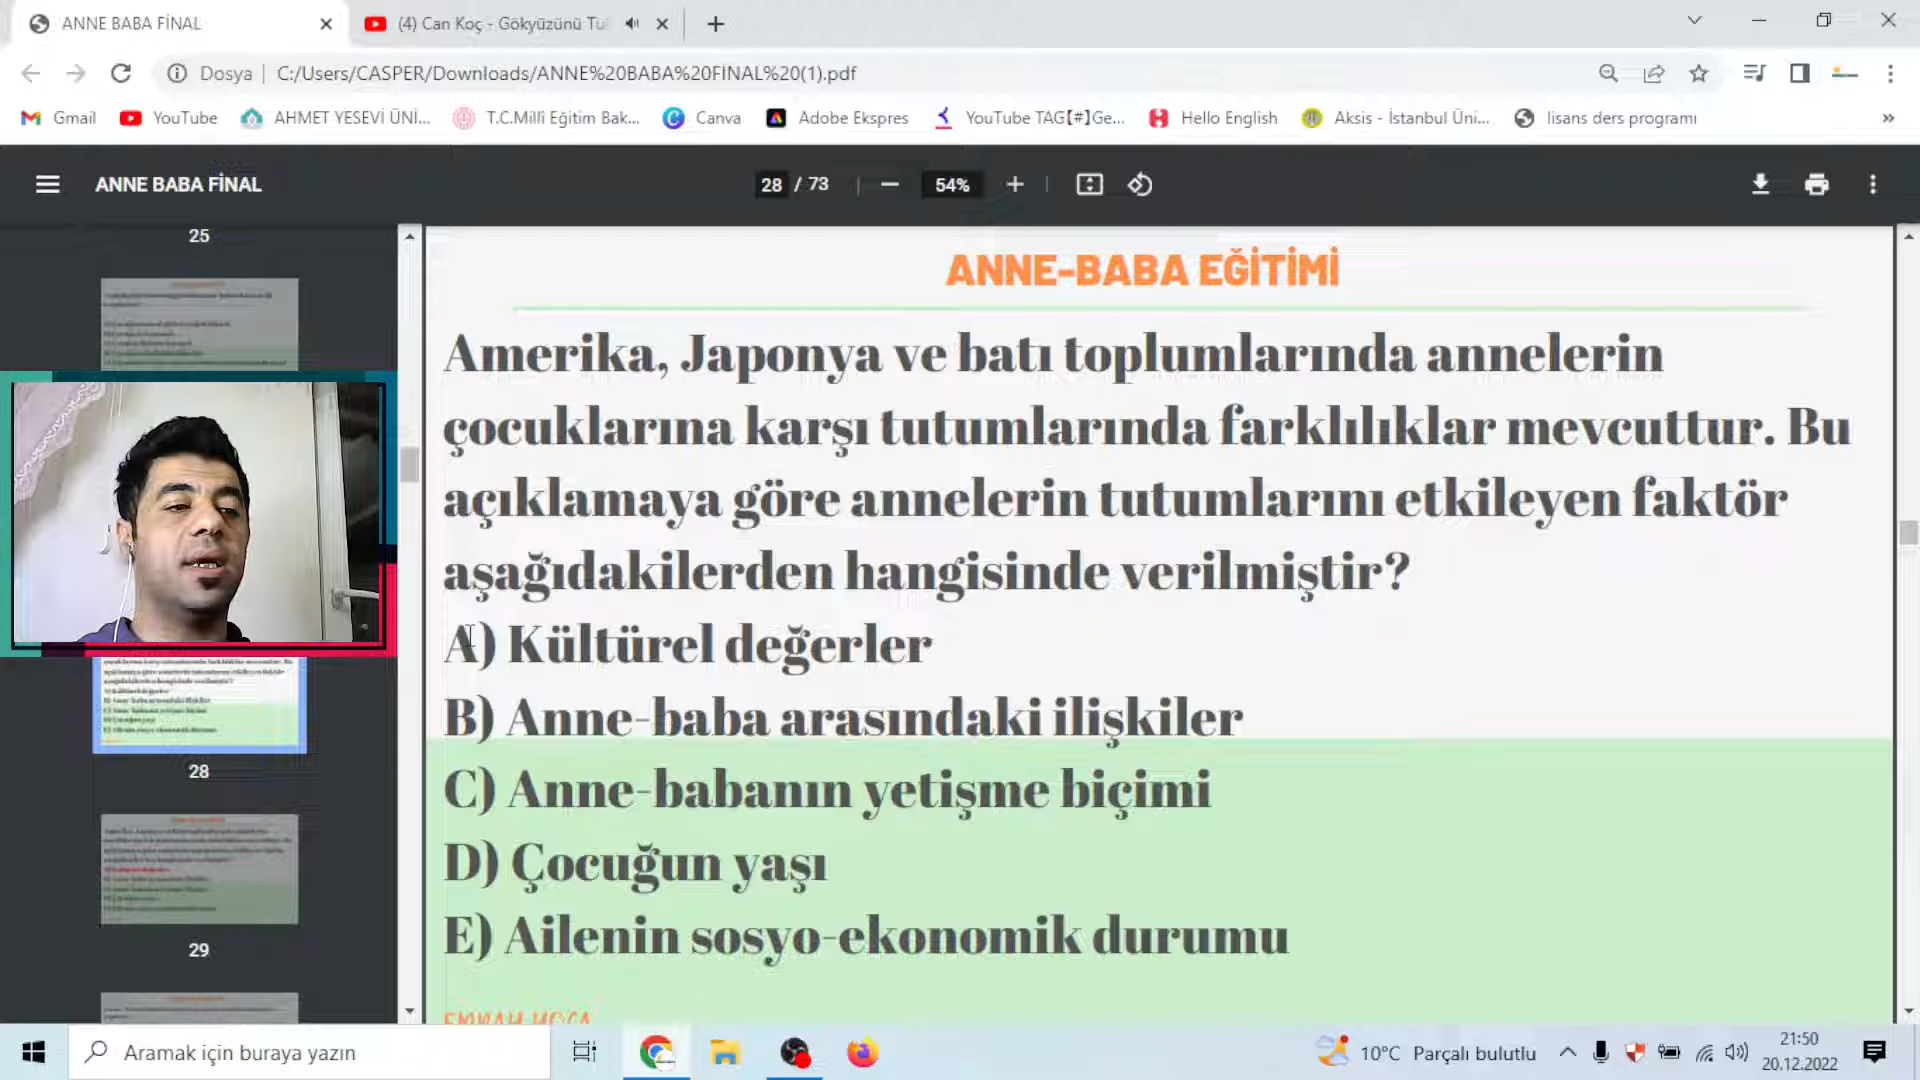 ANNE BABA FİNAL
(4) Can Koç - Gökyüzünü Tu
Dosya | C:/Users/CASPER/Downloads/ANNE%20BABA%20FINAL%20(1).pdf
Gmail
YouTube
AHMET YESEVİ ÜNİ...
T.C.Millî Eğitim Bak...
Canva
Adobe Ekspres
YouTube TAG【#】Ge...
Hello English
Aksis - İstanbul Üni...
lisans ders programı
»
ANNE BABA FİNAL
28 / 73
54%
25
28
29
ANNE-BABA EĞİTİMİ
Amerika, Japonya ve batı toplumlarında annelerin
çocuklarına karşı tutumlarında farklılıklar mevcuttur. Bu
açıklamaya göre annelerin tutumlarını etkileyen faktör
aşağıdakilerden hangisinde verilmiştir?
A) Kültürel değerler
B) Anne-baba arasındaki ilişkiler
C) Anne-babanın yetişme biçimi
D) Çocuğun yaşı
E) Ailenin sosyo-ekonomik durumu
EMRAH HOCA
Aramak için buraya yazın
10°C Parçalı bulutlu
21:50
20.12.2022